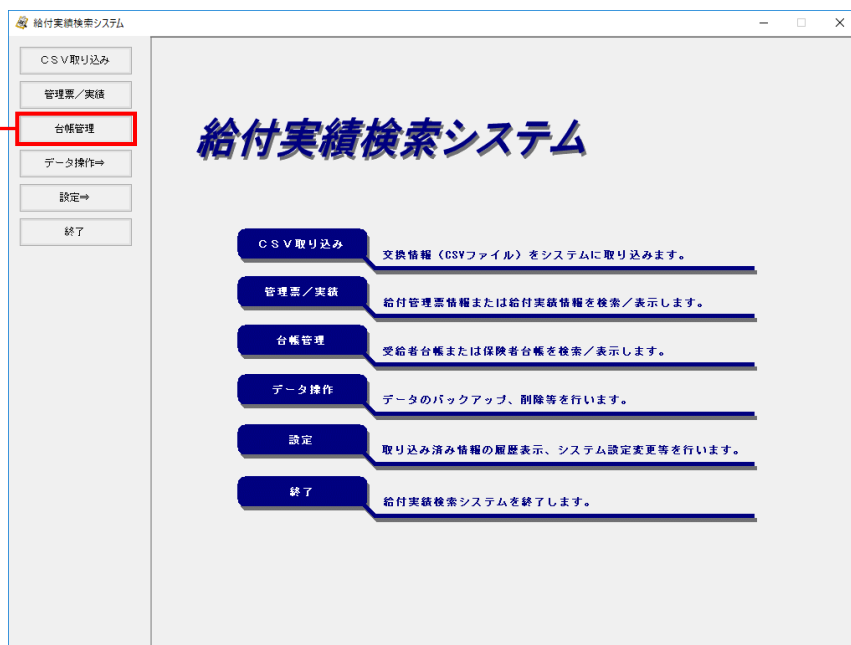 給付実績検索システム
CSV取り込み
管理票/実績
台帳管理
データ操作⇒
設定⇒
終了
給付実績検索システム
CSV取り込み
交換情報（CSVファイル）をシステムに取り込みます。
管理票/実績
給付管理票情報または給付実績情報を検索/表示します。
台帳管理
受給者台帳または保険者台帳を検索/表示します。
データ操作
データのバックアップ、削除等を行います。
設定
取り込み済み情報の履歴表示、システム設定変更等を行います。
終了
給付実績検索システムを終了します。